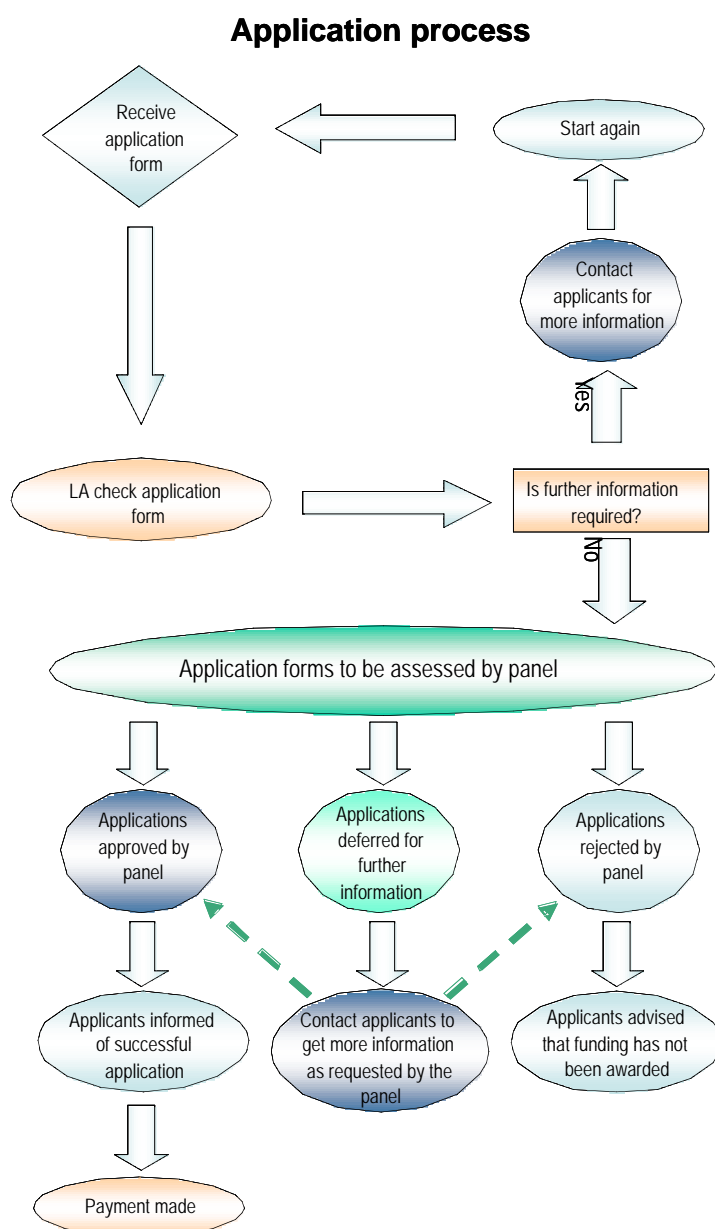 Application process
Receive
application
form
Start again
Contact
applicants for
more information
Yes
LA check application
form
Is further information
required?
No
Application forms to be assessed by panel
Applications
approved by
panel
Applications
deferred for
further
information
Applications
rejected by
panel
Applicants informed
of successful
application
Contact applicants to
get more information
as requested by the
panel
Applicants advised
that funding has not
been awarded
Payment made